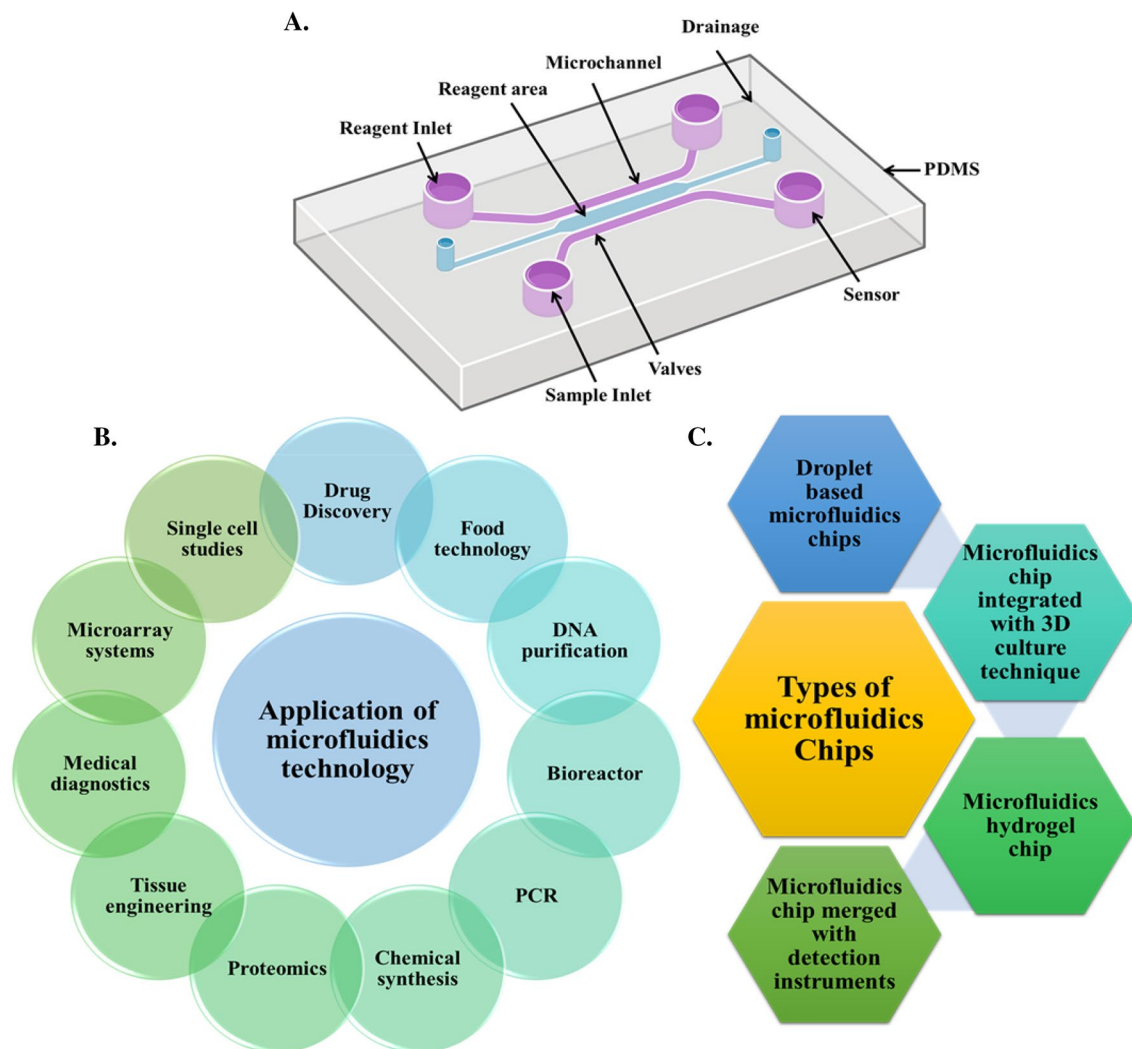 A.
Drainage
Microchannel
Reagent area
Reagent Inlet
PDMS
Sensor
Valves
Sample Inlet
B.
Drug
Discovery
Food
technology
DNA
purification
Bioreactor
PCR
Chemical
synthesis
Proteomics
Tissue
engineering
Medical
diagnostics
Microarray
systems
Single cell
studies
Application of
microfluidics
technology
C.
Droplet
based
microfluidics
chips
Microfluidics
chip
integrated
with 3D
culture
technique
Types of
microfluidics
Chips
Microfluidics
hydrogel
chip
Microfluidics
chip merged
with
detection
instruments